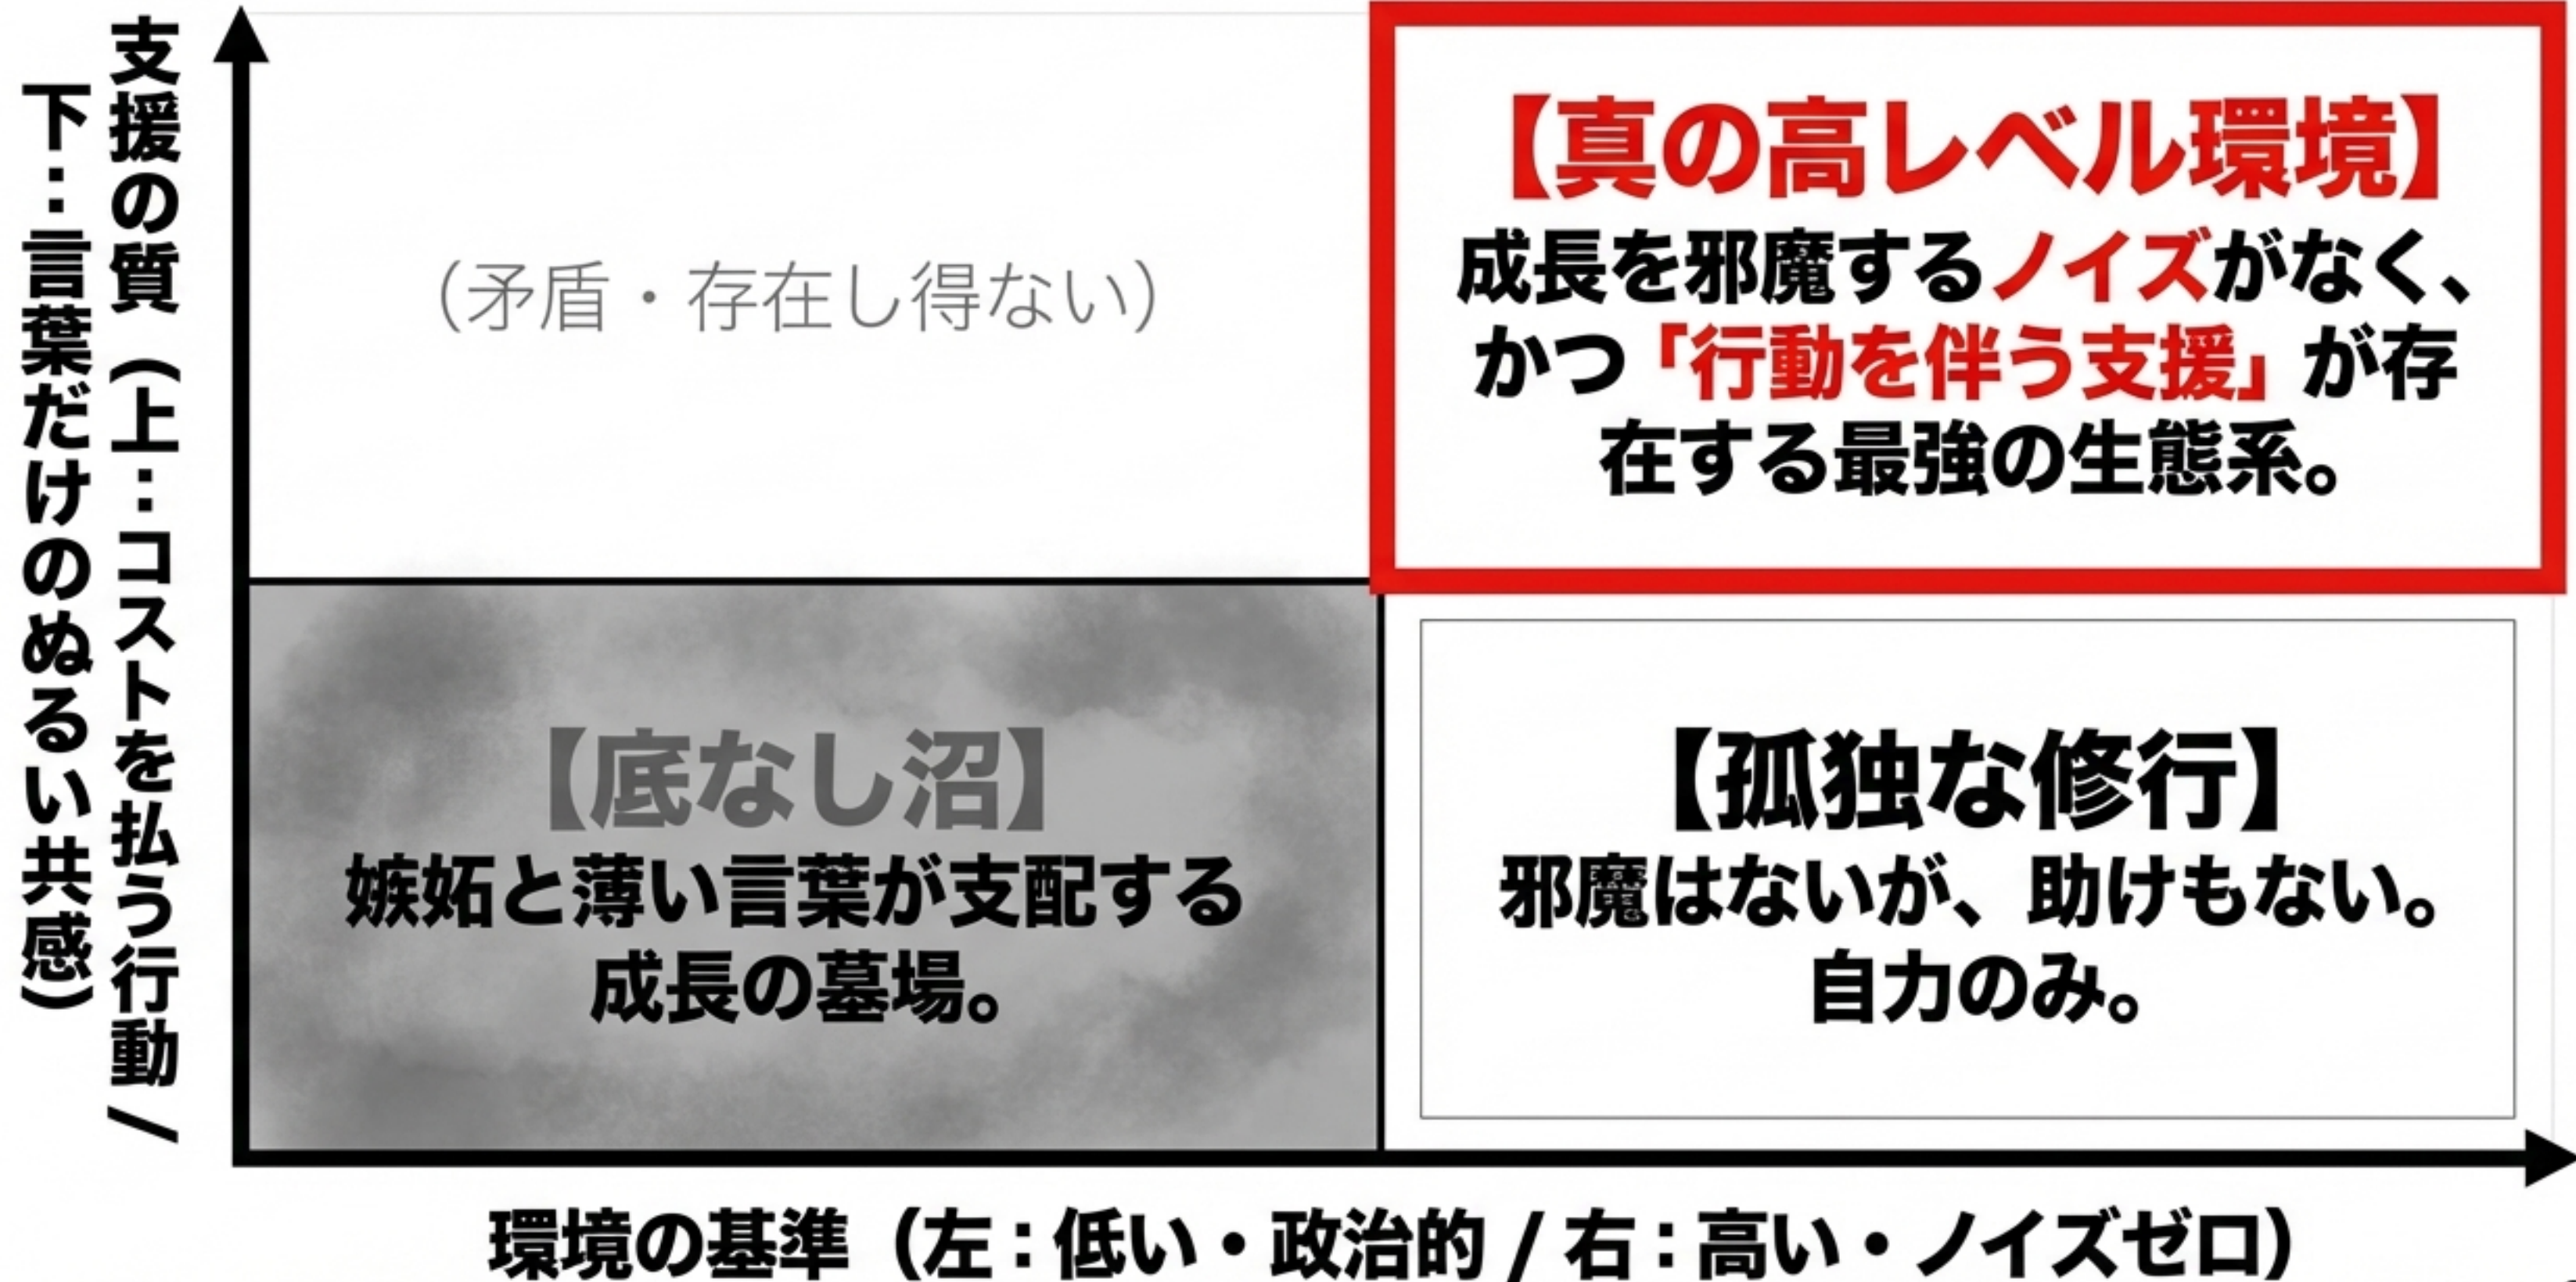 支援の質（上：コストを払う行動 /
下：言葉だけのぬるい共感）
（矛盾・存在し得ない）
【真の高レベル環境】
成長を邪魔するノイズがなく、
かつ「行動を伴う支援」が存
在する最強の生態系。
【底なし沼】
嫉妬と薄い言葉が支配する
成長の墓場。
【孤独な修行】
邪魔はないが、助けもない。
自力のみ。
環境の基準（左：低い・政治的 / 右：高い・ノイズゼロ）